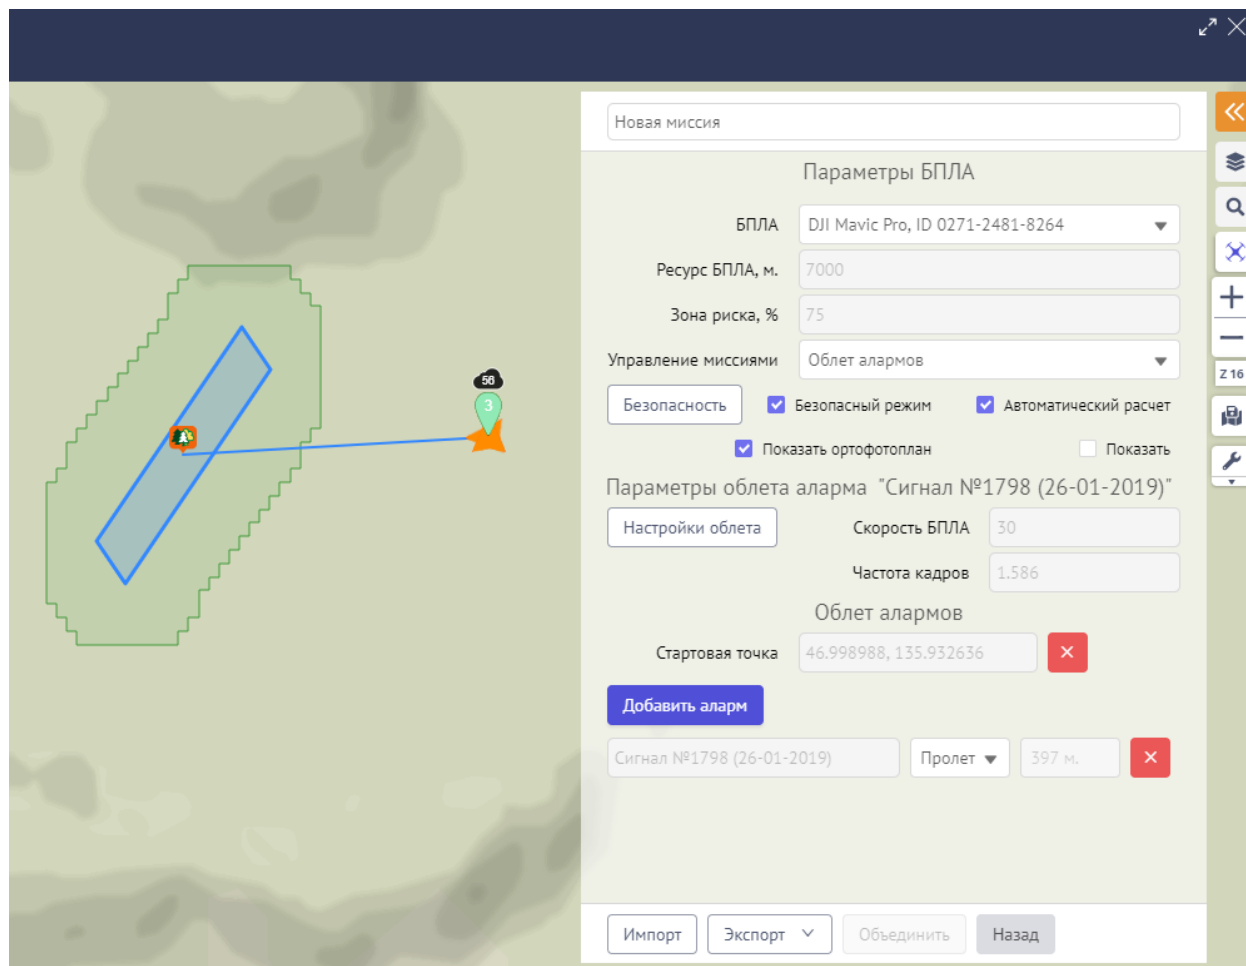 Новая миссия
Параметры БПЛА
БПЛА DJI Mavic Pro, ID 0271-2481-8264
Ресурс БПЛА, м. 7000
Зона риска, % 75
Управление миссиями Облет алармов
Безопасность Безопасный режим Автоматический расчет
Показать ортофотоплан Показать
Параметры облета аларма "Сигнал №1798 (26-01-2019)"
Настройки облета Скорость БПЛА 30
Частота кадров 1.586
Облет алармов
Стартовая точка 46.998988, 135.932636
Добавить аларм
Сигнал №1798 (26-01-2019) Пролет 397 м.
Импорт Экспорт Объединить Назад
Z 16
56
3